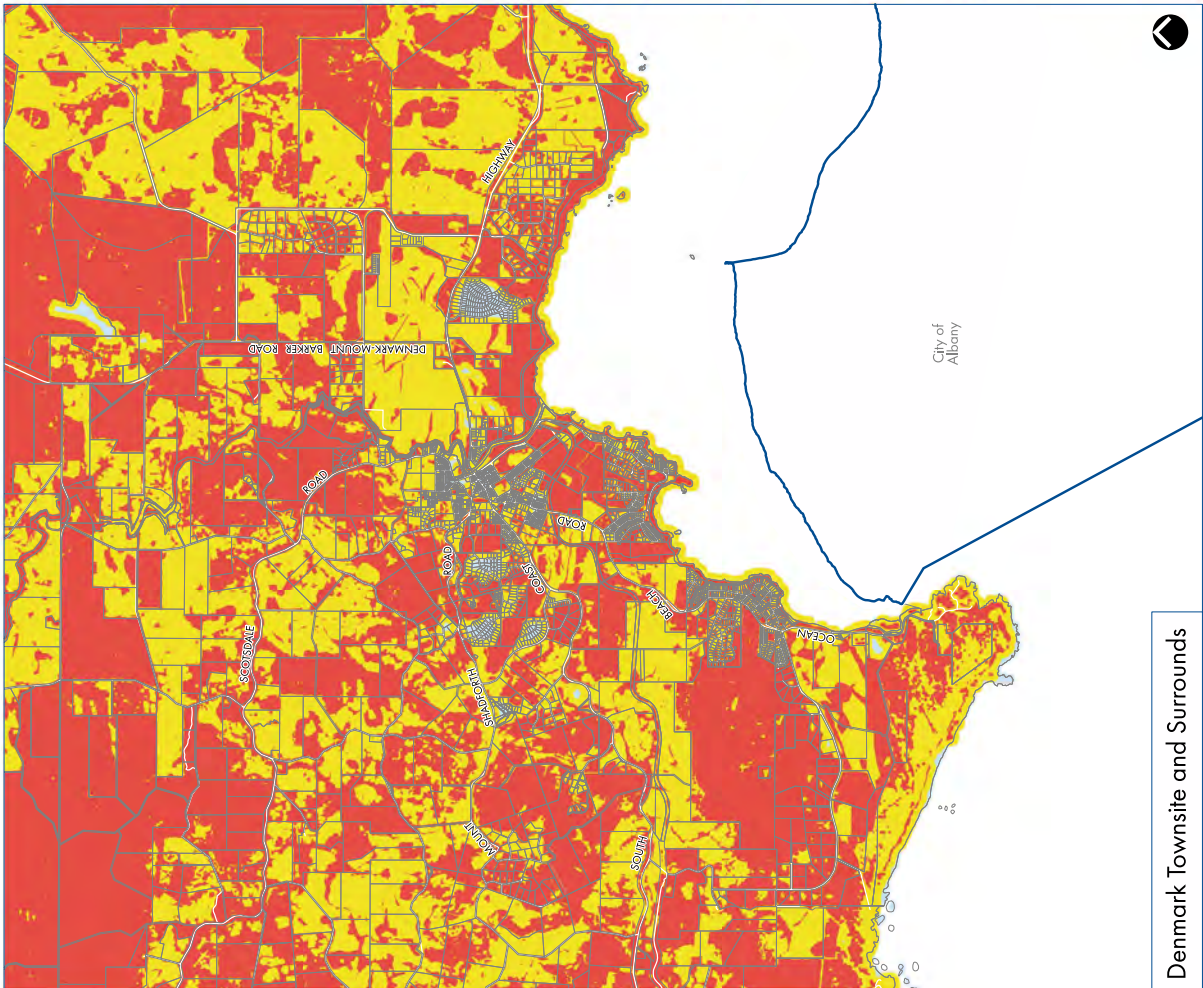 HIGHWAY
DENMARK-MOUNT BARKER ROAD
City of
Albany
ROAD
ROAD
ROAD
COAST
BEACH
SCOTSDALE
OCEAN
SHADFORTH
MOUNT
SOUTH
Denmark Townsite and Surrounds